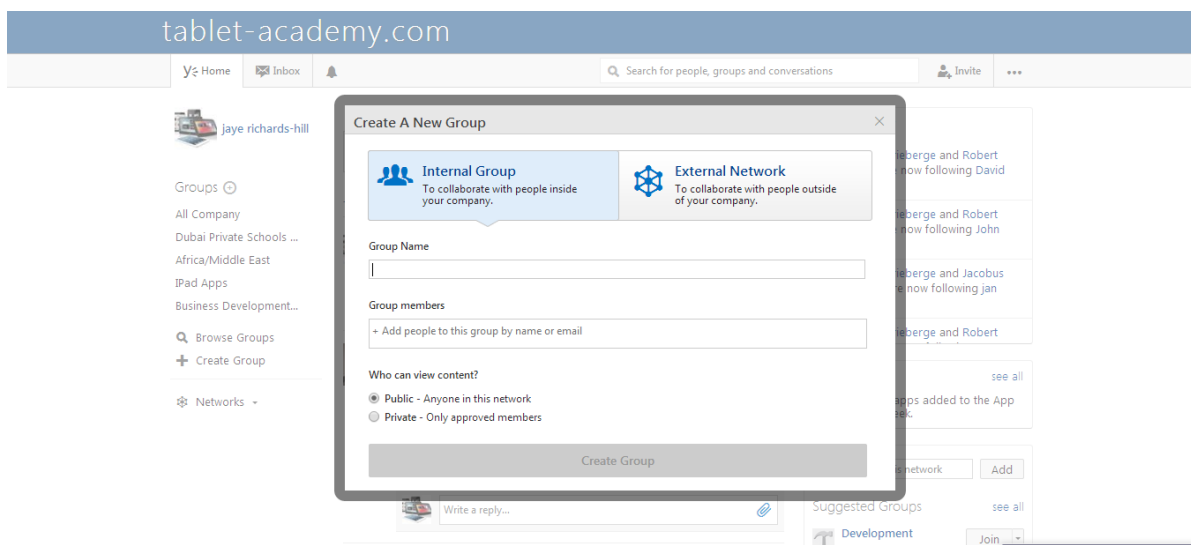 tablet-academy.com
Home
Inbox
Search for people, groups and conversations
Invite
jaye richards-hill
Groups
All Company
Dubai Private Schools ...
Africa/Middle East
IPad Apps
Business Development...
Browse Groups
Create Group
Networks
Create A New Group
Internal Group
To collaborate with people inside
your company.
External Network
To collaborate with people outside
of your company.
Group Name
Group members
+ Add people to this group by name or email
Who can view content?
Public - Anyone in this network
Private - Only approved members
Create Group
and Robert
now following David
and Robert
now following John
and Jacobus
now following jan
and Robert
see all
apps added to the App
network
Add
Write a reply...
Suggested Groups
see all
Development
Join